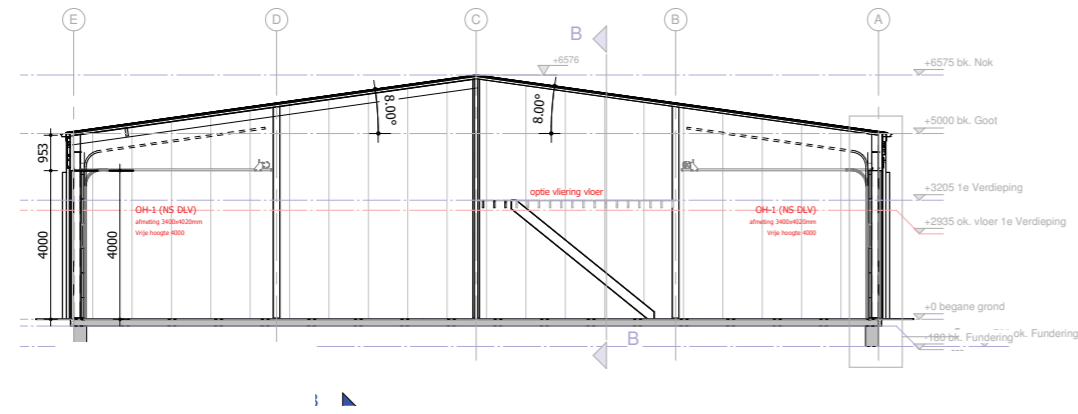 E
D
C
B
A
B
+6576
+6575 bk. Nok
8.00°
8.00°
+5000 bk. Goot
953
optie vliering vloer
+3205 1e Verdieping
OH-1 (NS DLV)
afmeting 3400x4020mm
Vrije hoogte 4000
OH-1 (NS DLV)
afmeting 3400x4020mm
Vrije hoogte 4000
+2935 ok. vloer 1e Verdieping
4000
4000
+0 begane grond
ok. Fundering
-180 bk. Fundering
B